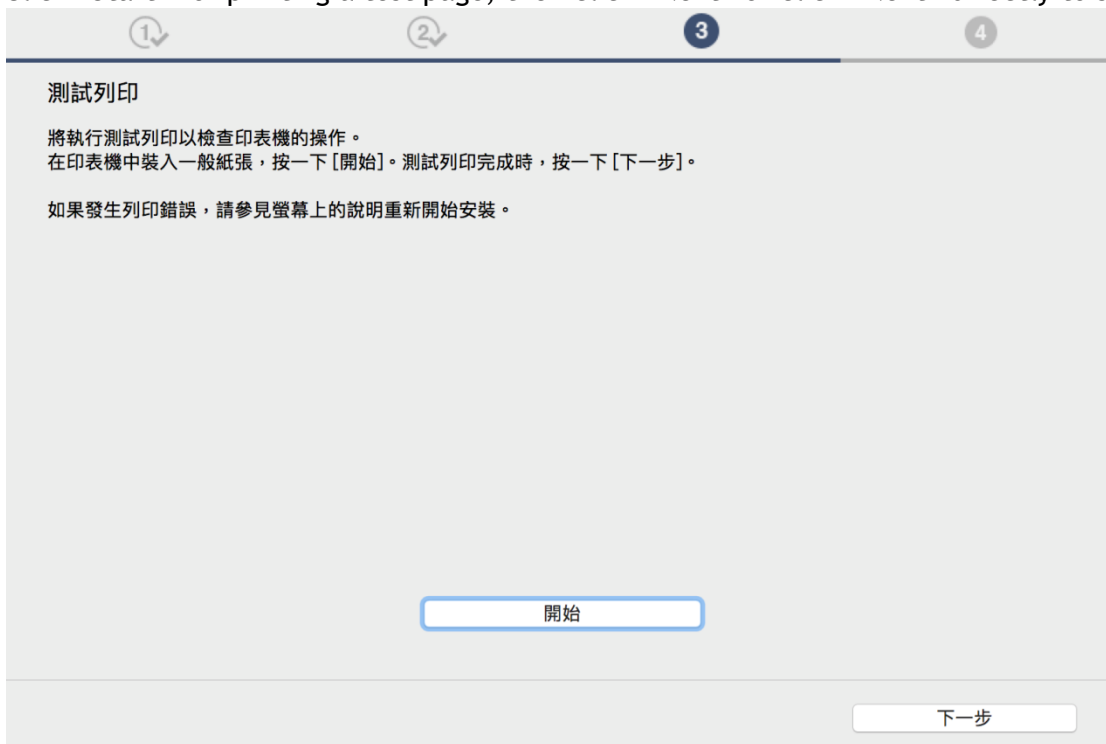 1
2
3
4
測試列印
將執行測試列印以檢查印表機的操作。
在印表機中裝入一般紙張，按一下 [開始]。測試列印完成時，按一下 [下一步]。
如果發生列印錯誤，請參見螢幕上的說明重新開始安裝。
開始
下一步